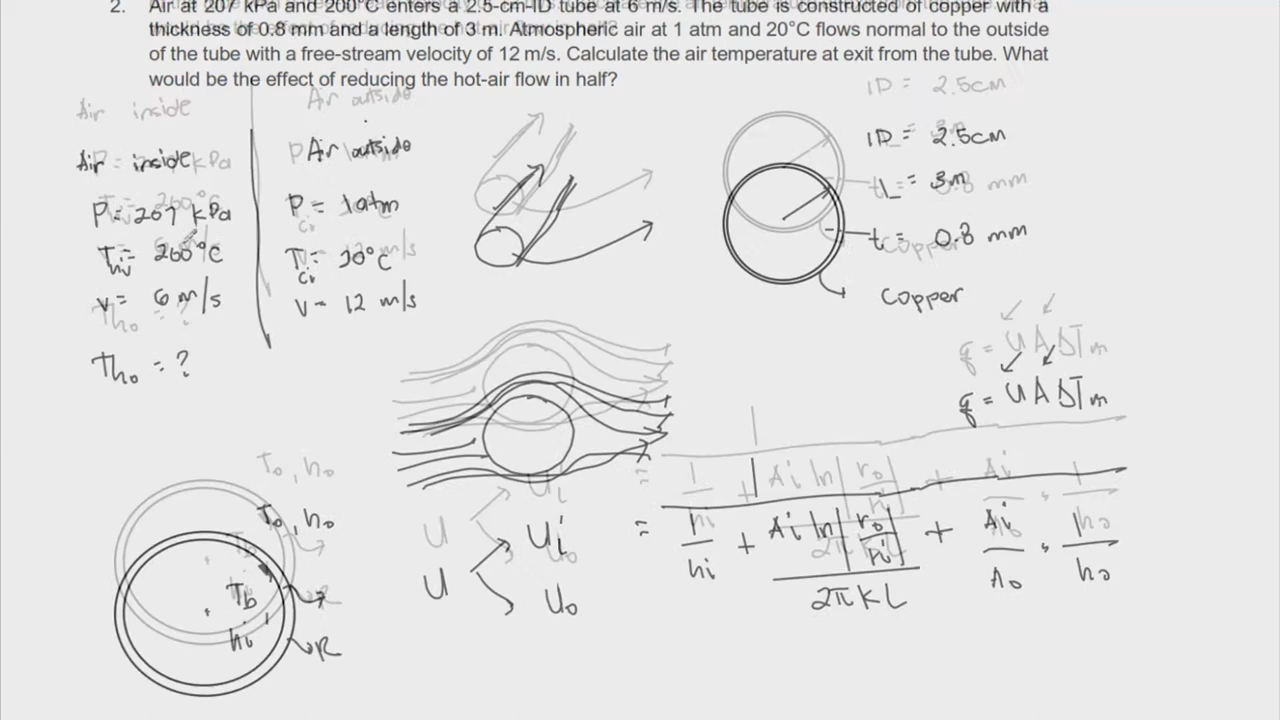 2. Air at 207 kPa and 200°C enters a 2.5-cm-ID tube at 6 m/s. The tube is constructed of copper with a
thickness of 0.8 mm and a length of 3 m. Atmospheric air at 1 atm and 20°C flows normal to the outside
of the tube with a free-stream velocity of 12 m/s. Calculate the air temperature at exit from the tube. What
would be the effect of reducing the hot-air flow in half?
Air inside
P = 207 kPa
Thi = 200°C
v = 6 m/s
Tho = ?
Air outside
P = 1 atm
Tci = 20°C
v = 12 m/s
ID = 2.5cm
L = 3m
t = 0.8 mm
copper
q = U A ΔTm
To, ho
Tb
hi
R
U
Ui = 1 / (1/hi + Ai ln(ro/ri)/2πkL + Ai/Ao · 1/ho)
Uo